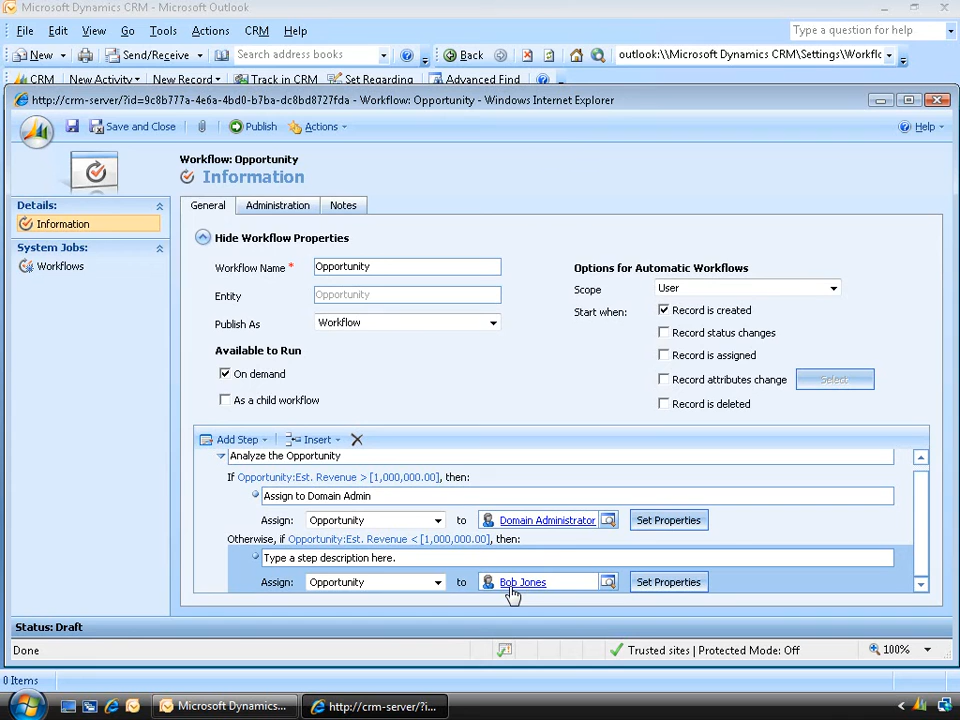 Microsoft Dynamics CRM - Microsoft Outlook
File Edit View Go Tools Actions CRM Help
Type a question for help
New Send/Receive Search address books Back outlook:\\Microsoft Dynamics CRM\Settings\Workflc
CRM New Activity New Record Track in CRM Set Regarding Advanced Find
http://crm-server/?id=9c8b777a-4e6a-4bd0-b7ba-dc8bd8727fda - Workflow: Opportunity - Windows Internet Explorer
Save and Close Publish Actions Help
Workflow: Opportunity
Information
Details:
Information
System Jobs:
Workflows
General Administration Notes
Hide Workflow Properties
Workflow Name * Opportunity
Entity Opportunity
Publish As Workflow
Available to Run
On demand
As a child workflow
Options for Automatic Workflows
Scope User
Start when: Record is created
Record status changes
Record is assigned
Record attributes change Select
Record is deleted
Add Step Insert
Analyze the Opportunity
If Opportunity:Est. Revenue > [1,000,000.00], then:
Assign to Domain Admin
Assign: Opportunity to Domain Administrator Set Properties
Otherwise, if Opportunity:Est. Revenue < [1,000,000.00], then:
Type a step description here.
Assign: Opportunity to Bob Jones Set Properties
Status: Draft
Done Trusted sites | Protected Mode: Off 100%
0 Items
Microsoft Dynamics... http://crm-server/?i...